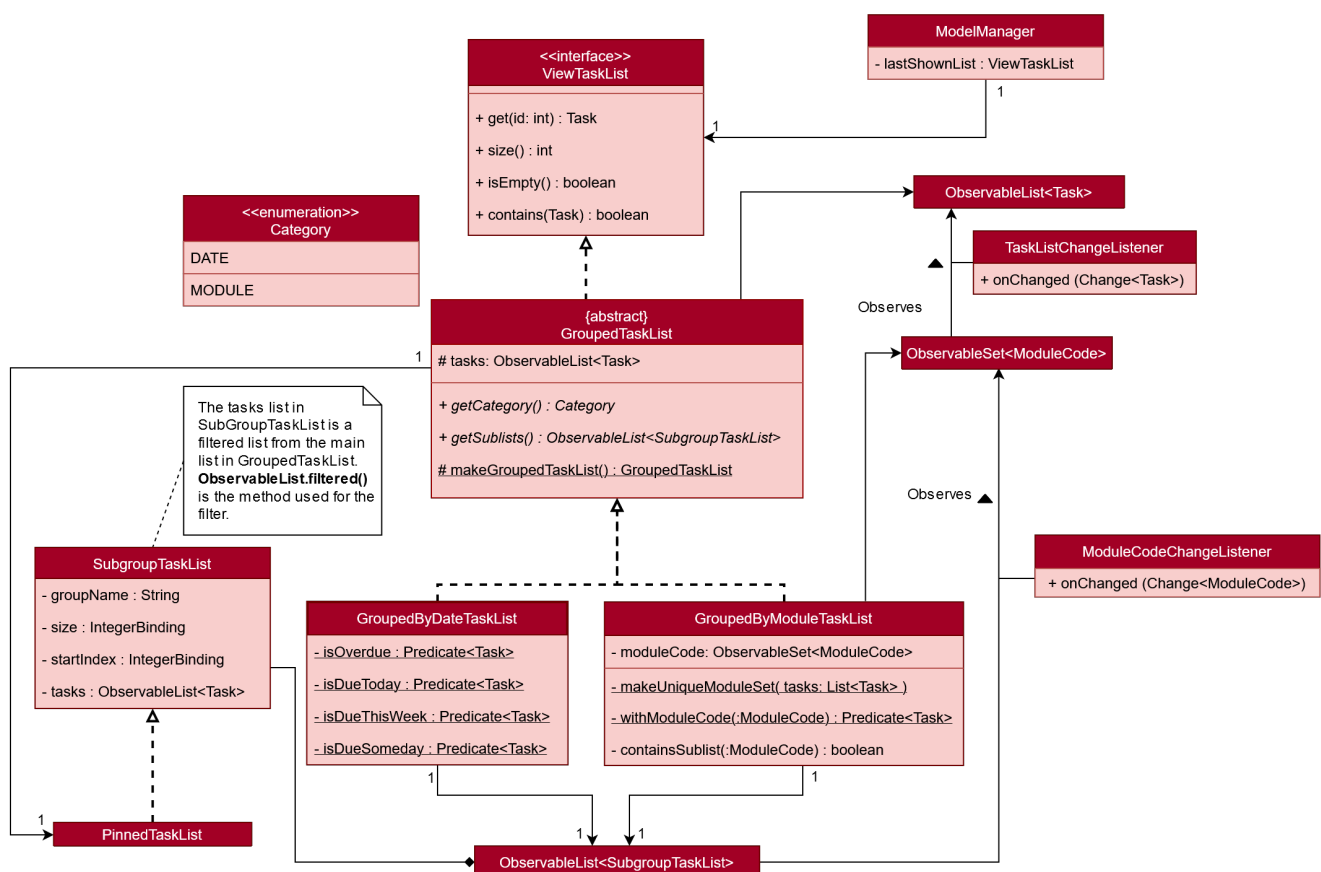 ModelManager
- lastShownList : ViewTaskList
1
<<interface>>
ViewTaskList
+ get(id: int) : Task
+ size() : int
+ isEmpty() : boolean
+ contains(Task) : boolean
1
ObservableList<Task>
<<enumeration>>
Category
DATE
MODULE
TaskListChangeListener
+ onChanged (Change<Task>)
Observes
{abstract}
GroupedTaskList
# tasks: ObservableList<Task>
+ getCategory() : Category
+ getSublists() : ObservableList<SubgroupTaskList>
# makeGroupedTaskList() : GroupedTaskList
1
ObservableSet<ModuleCode>
The tasks list in
SubGroupTaskList is a
filtered list from the main
list in GroupedTaskList.
ObservableList.filtered()
is the method used for the
filter.
Observes
ModuleCodeChangeListener
+ onChanged (Change<ModuleCode>)
SubgroupTaskList
- groupName : String
- size : IntegerBinding
- startIndex : IntegerBinding
- tasks : ObservableList<Task>
GroupedByDateTaskList
- isOverdue : Predicate<Task>
- isDueToday : Predicate<Task>
- isDueThisWeek : Predicate<Task>
- isDueSomeday : Predicate<Task>
1
GroupedByModuleTaskList
- moduleCode: ObservableSet<ModuleCode>
- makeUniqueModuleSet( tasks: List<Task> )
- withModuleCode(:ModuleCode) : Predicate<Task>
- containsSublist(:ModuleCode) : boolean
1
1
PinnedTaskList
1
1
ObservableList<SubgroupTaskList>